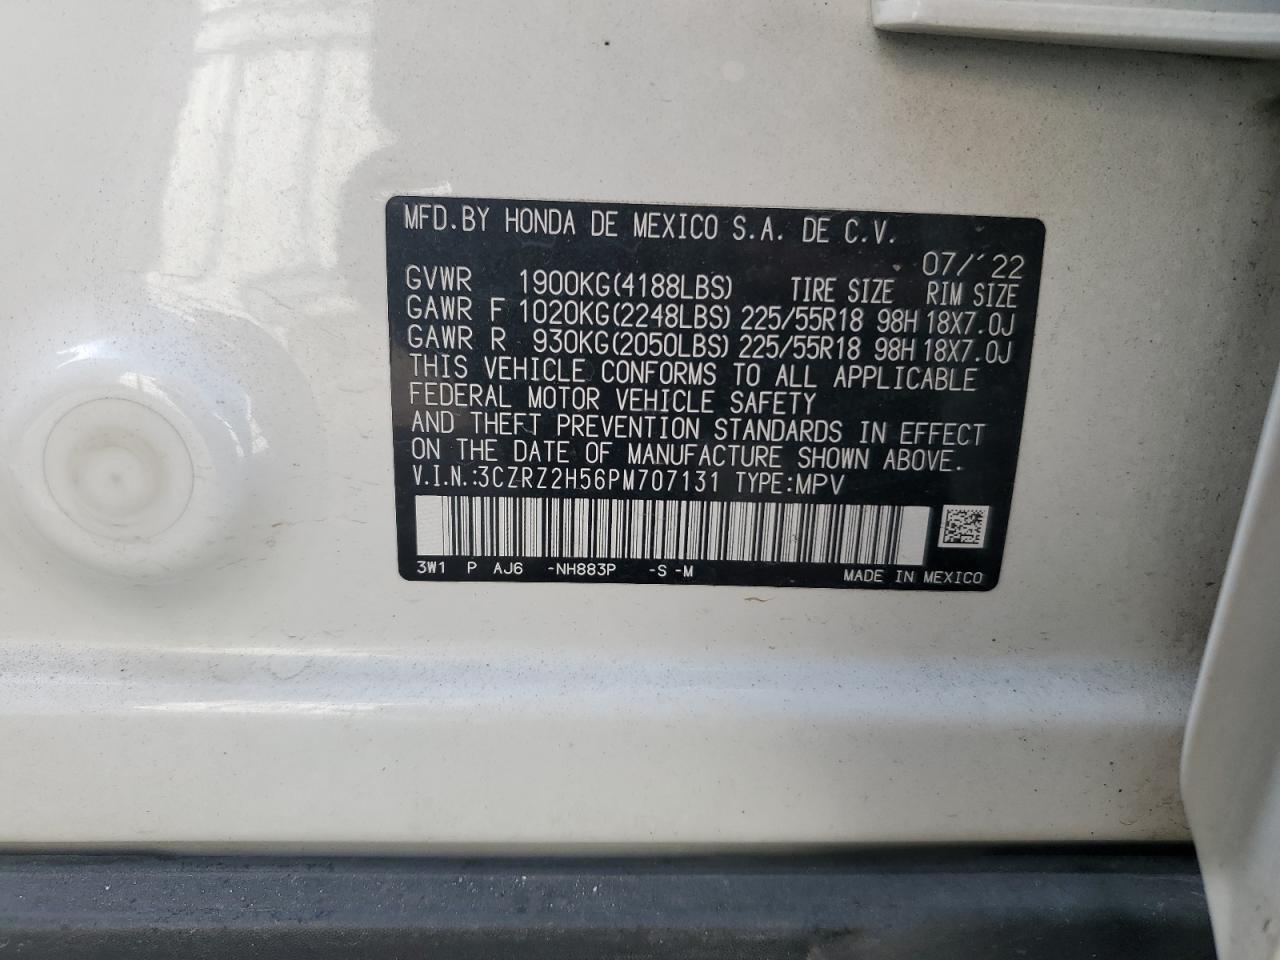 MFD.BY HONDA DE MEXICO S.A. DE C.V.
07/'22
GVWR 1900KG(4188LBS) TIRE SIZE RIM SIZE
GAWR F 1020KG(2248LBS) 225/55R18 98H 18X7.0J
GAWR R 930KG(2050LBS) 225/55R18 98H 18X7.0J
THIS VEHICLE CONFORMS TO ALL APPLICABLE
FEDERAL MOTOR VEHICLE SAFETY
AND THEFT PREVENTION STANDARDS IN EFFECT
ON THE DATE OF MANUFACTURE SHOWN ABOVE.
V.I.N.:3CZRZ2H56PM707131 TYPE:MPV
3W1 P AJ6 -NH883P -S -M MADE IN MEXICO